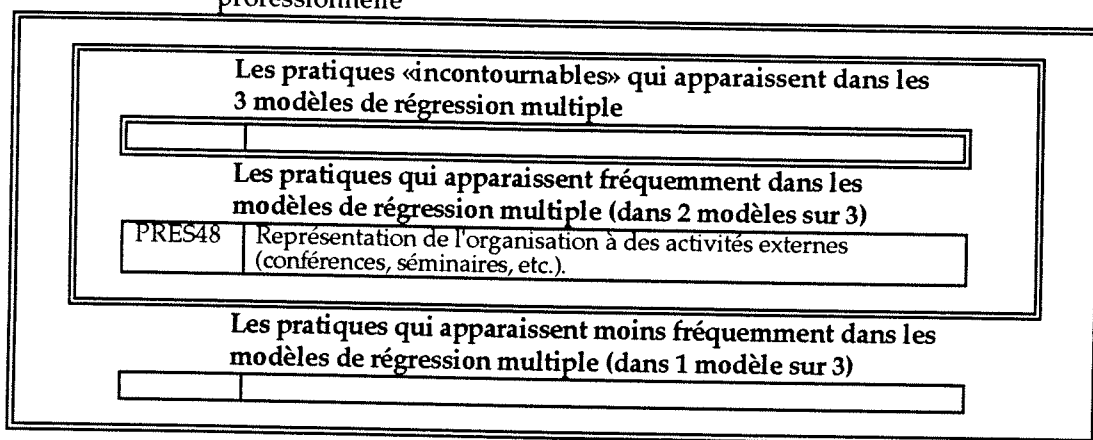 professionnelle
Les pratiques «incontournables» qui apparaissent dans les
3 modèles de régression multiple
Les pratiques qui apparaissent fréquemment dans les
modèles de régression multiple (dans 2 modèles sur 3)
PRES48 Représentation de l'organisation à des activités externes
(conférences, séminaires, etc.).
Les pratiques qui apparaissent moins fréquemment dans les
modèles de régression multiple (dans 1 modèle sur 3)